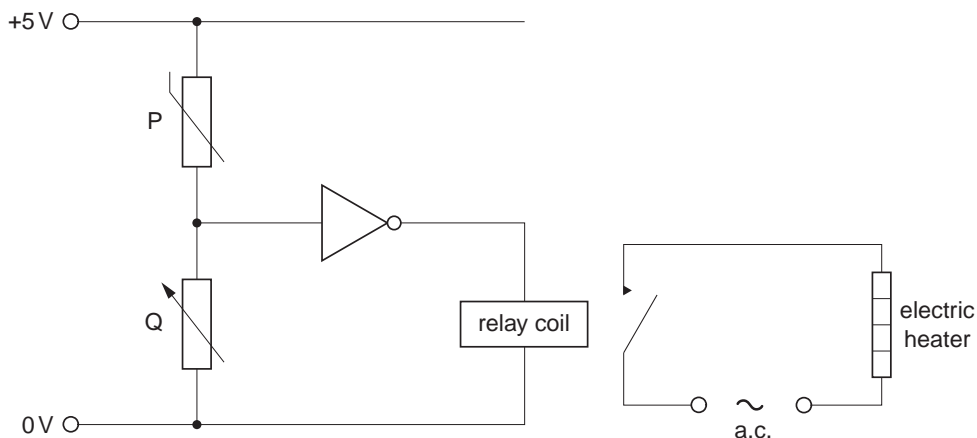 +5 V
P
Q
relay coil
electric
heater
0 V
a.c.